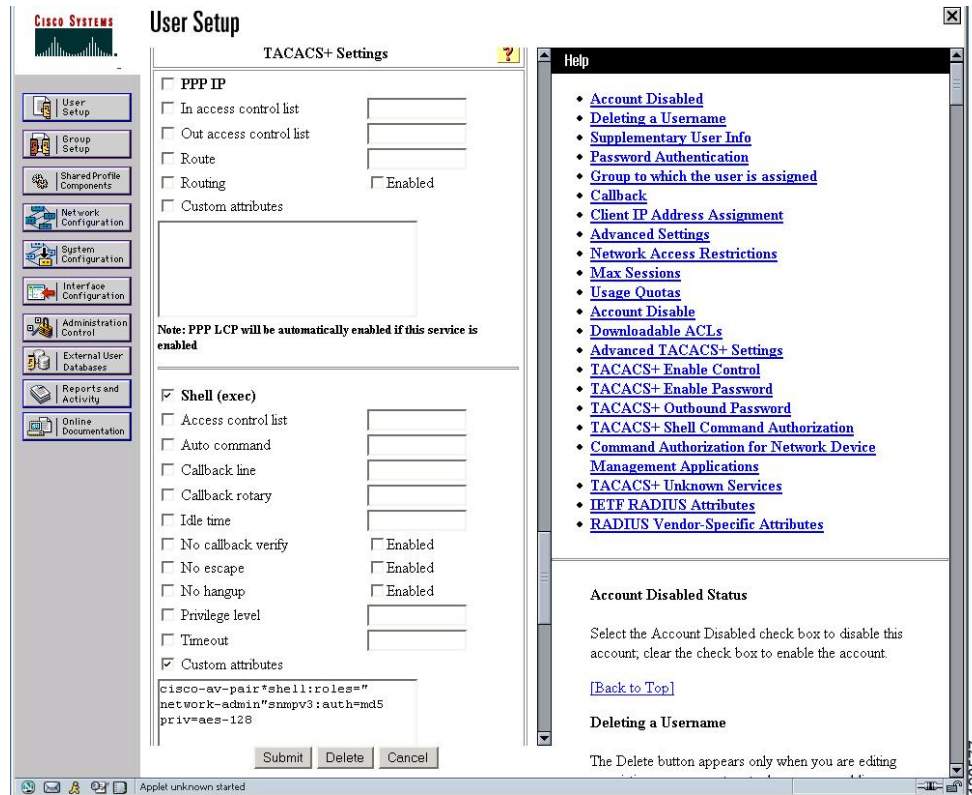 CISCO SYSTEMS
User Setup
User
Setup
Group
Setup
Shared Profile
Components
Network
Configuration
System
Configuration
Interface
Configuration
Administration
Control
External User
Databases
Reports and
Activity
Online
Documentation
TACACS+ Settings
?
PPP IP
In access control list
Out access control list
Route
Routing Enabled
Custom attributes
Note: PPP LCP will be automatically enabled if this service is
enabled
Shell (exec)
Access control list
Auto command
Callback line
Callback rotary
Idle time
No callback verify Enabled
No escape Enabled
No hangup Enabled
Privilege level
Timeout
Custom attributes
cisco-av-pair*shell:roles="
network-admin"snmpv3:auth=md5
priv=aes-128
Submit Delete Cancel
Help
Account Disabled
Deleting a Username
Supplementary User Info
Password Authentication
Group to which the user is assigned
Callback
Client IP Address Assignment
Advanced Settings
Network Access Restrictions
Max Sessions
Usage Quotas
Account Disable
Downloadable ACLs
Advanced TACACS+ Settings
TACACS+ Enable Control
TACACS+ Enable Password
TACACS+ Outbound Password
TACACS+ Shell Command Authorization
Command Authorization for Network Device
Management Applications
TACACS+ Unknown Services
IETF RADIUS Attributes
RADIUS Vendor-Specific Attributes
Account Disabled Status
Select the Account Disabled check box to disable this
account; clear the check box to enable the account.
[Back to Top]
Deleting a Username
The Delete button appears only when you are editing
Applet unknown started